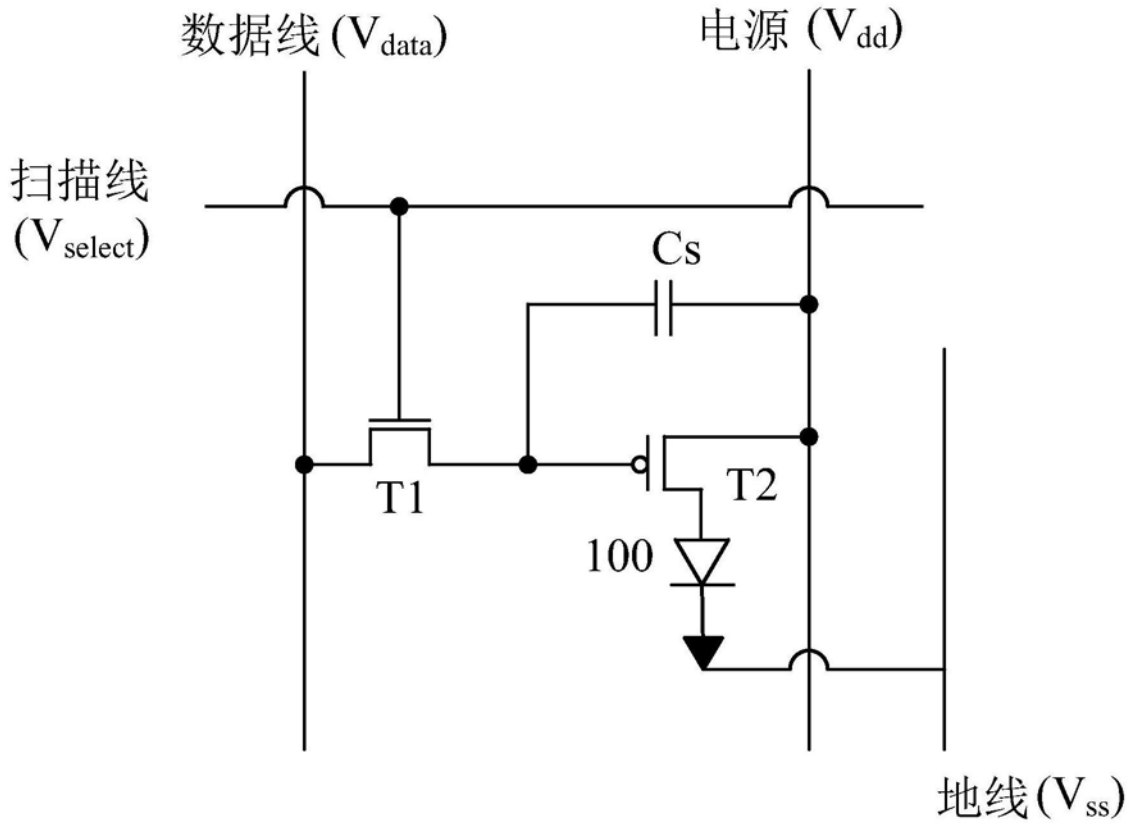 数据线(Vdata)
电源 (Vdd)
扫描线
(Vselect)
Cs
T1
T2
100
地线(Vss)